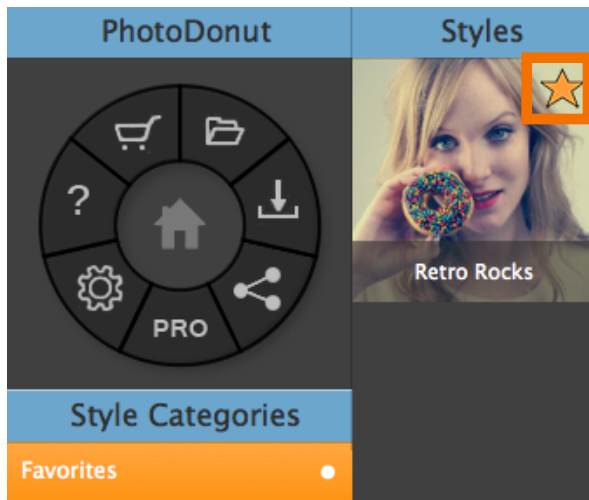 PhotoDonut
Styles
?
PRO
Retro Rocks
Style Categories
Favorites